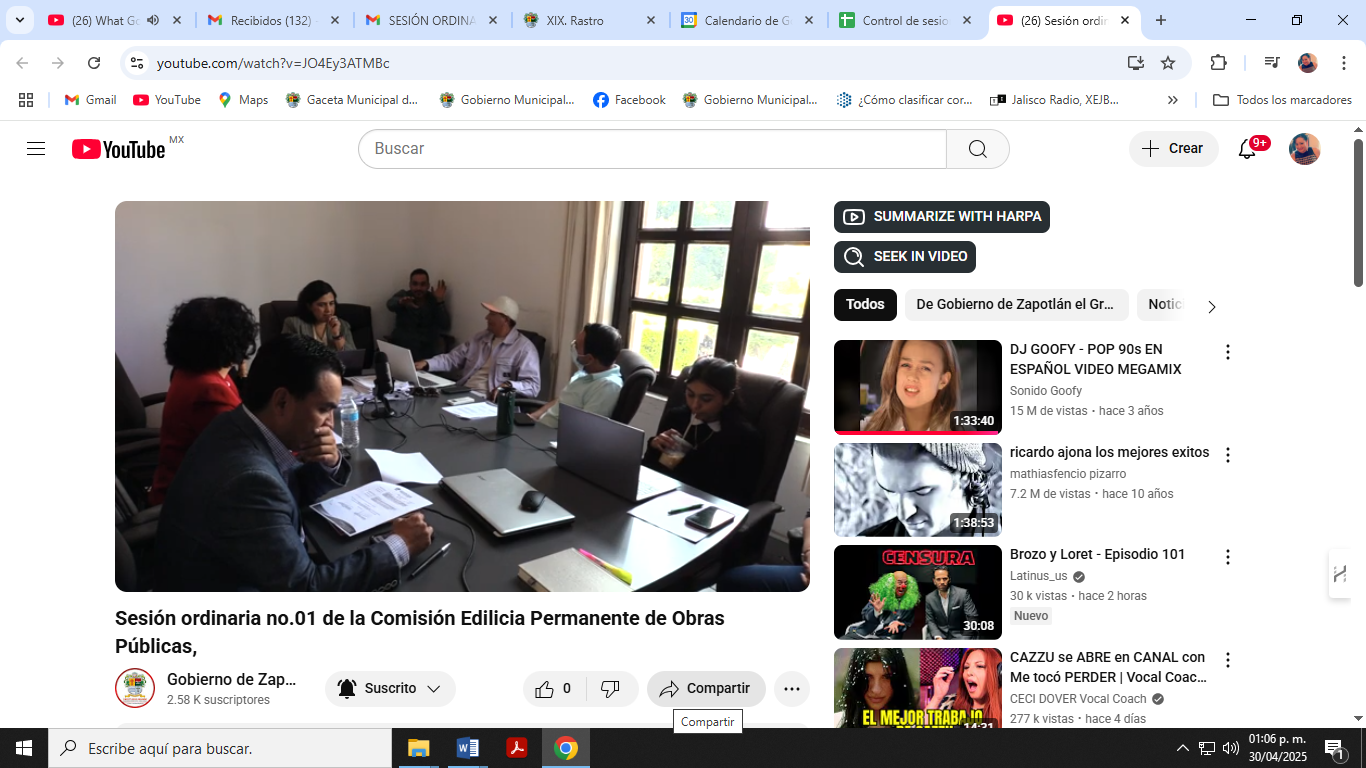 (26) What Go
Recibidos (132)
SESIÓN ORDINA
XIX. Rastro
Calendario de G
Control de sesio
(26) Sesión ordin
youtube.com/watch?v=JO4Ey3ATMBc
Gmail
YouTube
Maps
Gaceta Municipal d...
Gobierno Municipal...
Facebook
Gobierno Municipal...
¿Cómo clasificar cor...
Jalisco Radio, XEJB...
Todos los marcadores
YouTube MX
Buscar
Crear
9+
SUMMARIZE WITH HARPA
SEEK IN VIDEO
Todos
De Gobierno de Zapotlán el Gr...
Notic
DJ GOOFY - POP 90s EN
ESPAÑOL VIDEO MEGAMIX
Sonido Goofy
15 M de vistas • hace 3 años
1:33:40
ricardo ajona los mejores exitos
mathiasfencio pizarro
7.2 M de vistas • hace 10 años
1:38:53
CENSURA
Brozo y Loret - Episodio 101
Latinus_us
30 k vistas • hace 2 horas
Nuevo
30:08
CAZZU se ABRE en CANAL con
Me tocó PERDER | Vocal Coac...
CECI DOVER Vocal Coach
277 k vistas • hace 4 días
EL MEJOR TRABAJO
14:31
Sesión ordinaria no.01 de la Comisión Edilicia Permanente de Obras
Públicas,
Gobierno de Zap...
2.58 K suscriptores
Suscrito
0
Compartir
Compartir
Escribe aquí para buscar.
01:06 p. m.
30/04/2025
1